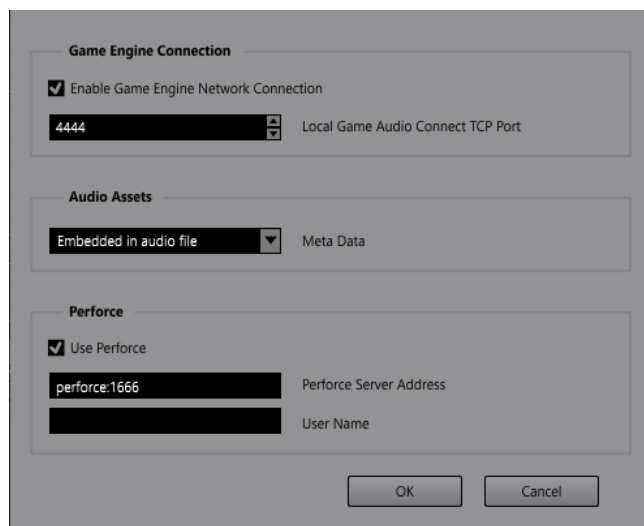 Game Engine Connection
Enable Game Engine Network Connection
4444 Local Game Audio Connect TCP Port
Audio Assets
Embedded in audio file Meta Data
Perforce
Use Perforce
perforce:1666 Perforce Server Address
User Name
OK Cancel